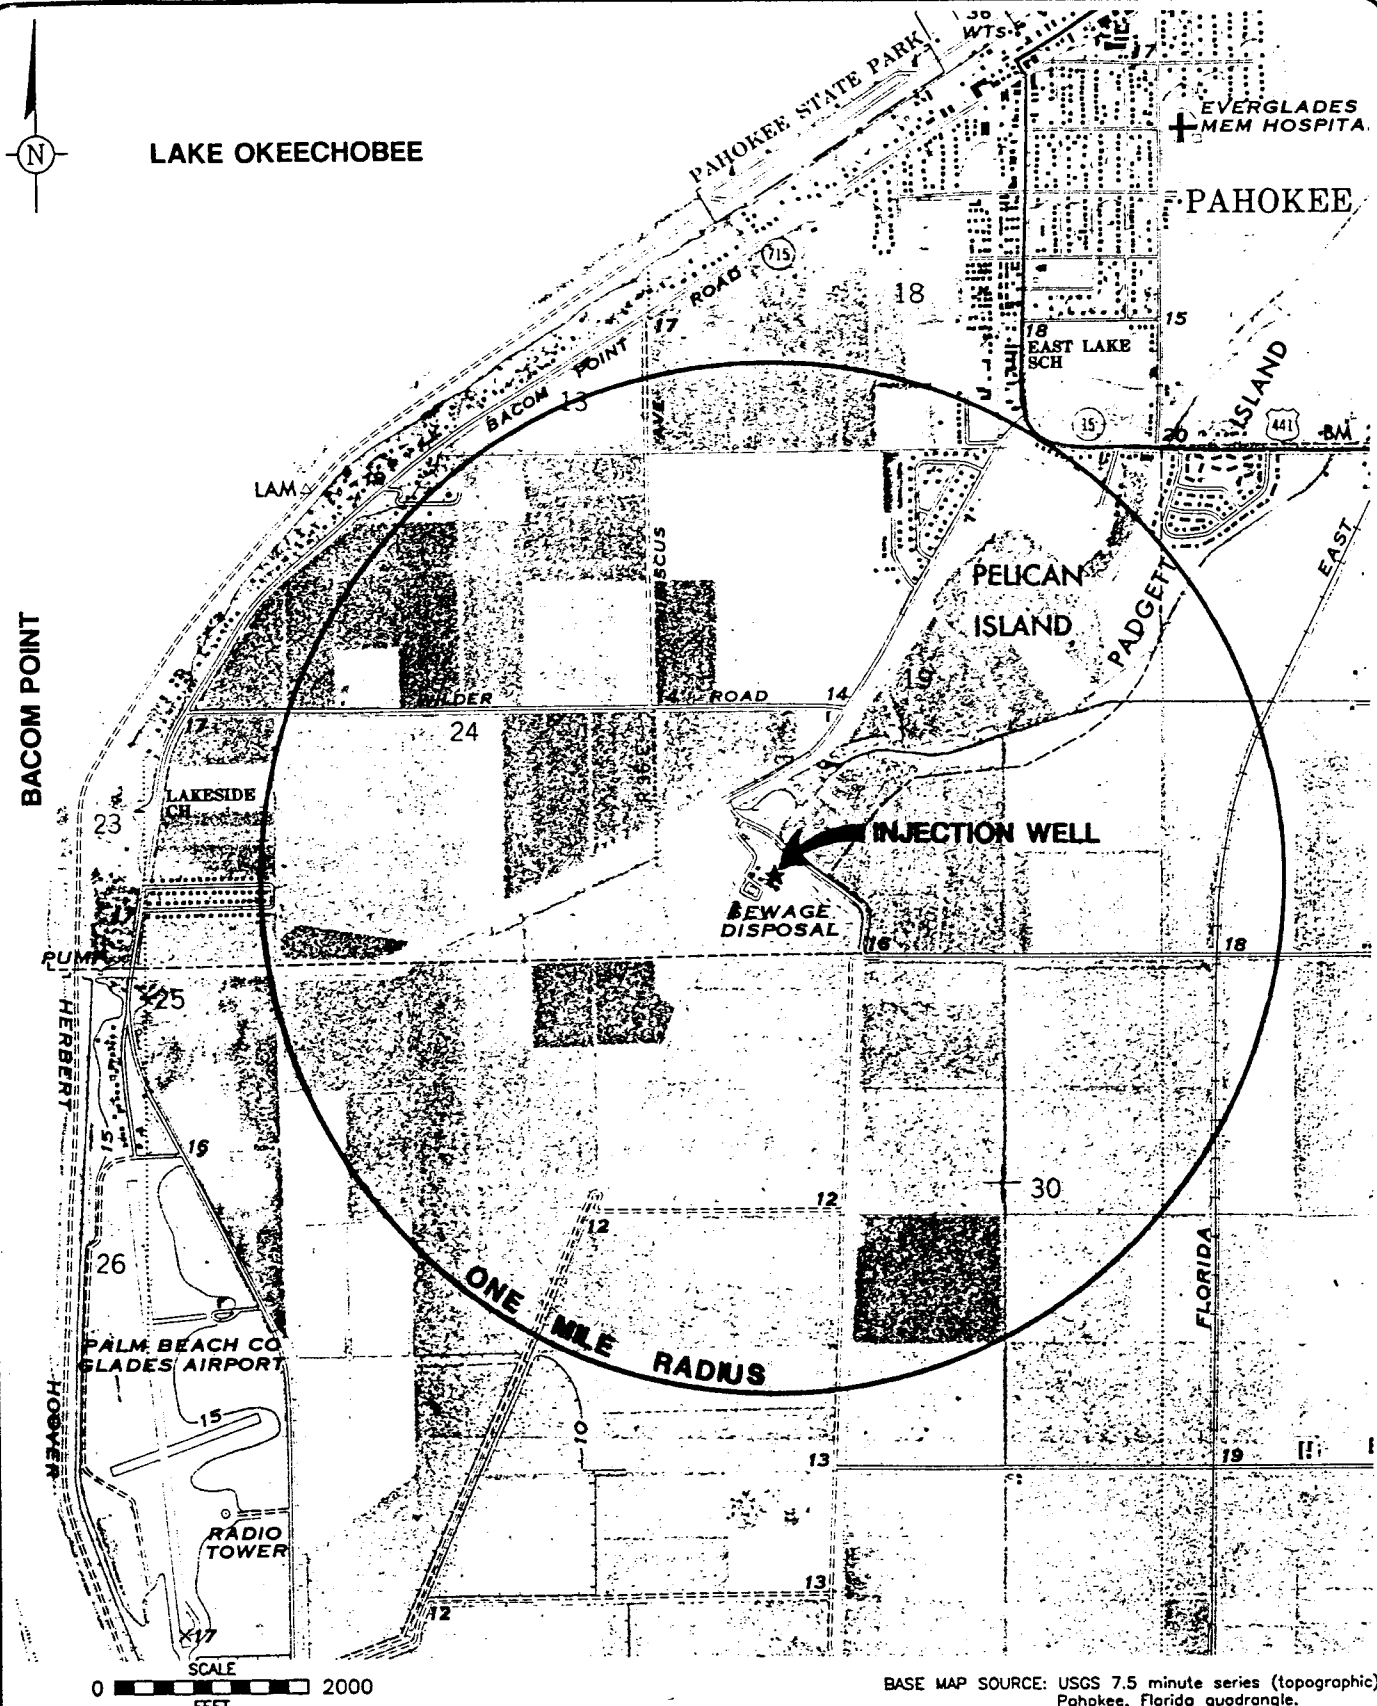 36
WTs
17
PAHOKEE STATE PARK
EVERGLADES
MEM HOSPITA
N
LAKE OKEECHOBEE
PAHOKEE
715
ROAD
18
17
15
18
EAST LAKE
SCH
POINT
BACOM
13
AVE
ISLAND
15
441
20
BM
LAM
EAST
PELICAN
ISLAND
PADGETT
BACOM POINT
19
ROAD
14
17
24
LAKESIDE
CH
23
INJECTION WELL
SEWAGE
DISPOSAL
16
18
PUMP
25
HERBERT
15
16
30
12
12
26
FLORIDA
ONE MILE RADIUS
PALM BEACH CO
GLADES AIRPORT
HOOVER
15
10
13
19
RADIO
TOWER
13
12
17
SCALE
0 2000
FEET
BASE MAP SOURCE: USGS 7.5 minute series (topographic)
Pahokee, Florida quadrangle.